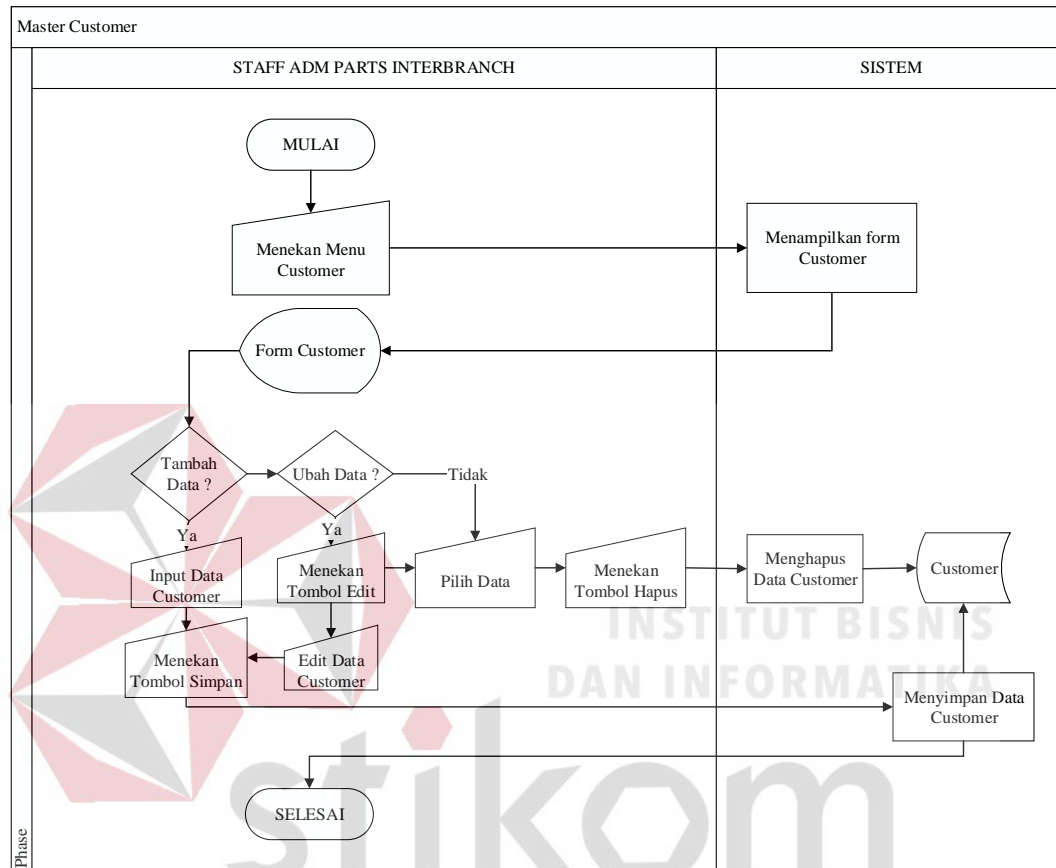 Master Customer
STAFF ADM PARTS INTERBRANCH
SISTEM
MULAI
Menekan Menu
Customer
Menampilkan form
Customer
Form Customer
Tambah
Data ?
Ubah Data ?
Tidak
Ya
Ya
Input Data
Customer
Menekan
Tombol Edit
Pilih Data
Menekan
Tombol Hapus
Menghapus
Data Customer
Customer
Menekan
Tombol Simpan
Edit Data
Customer
Menyimpan Data
Customer
SELESAI
Phase
INSTITUT BISNIS
DAN INFORMATIKA
stikom